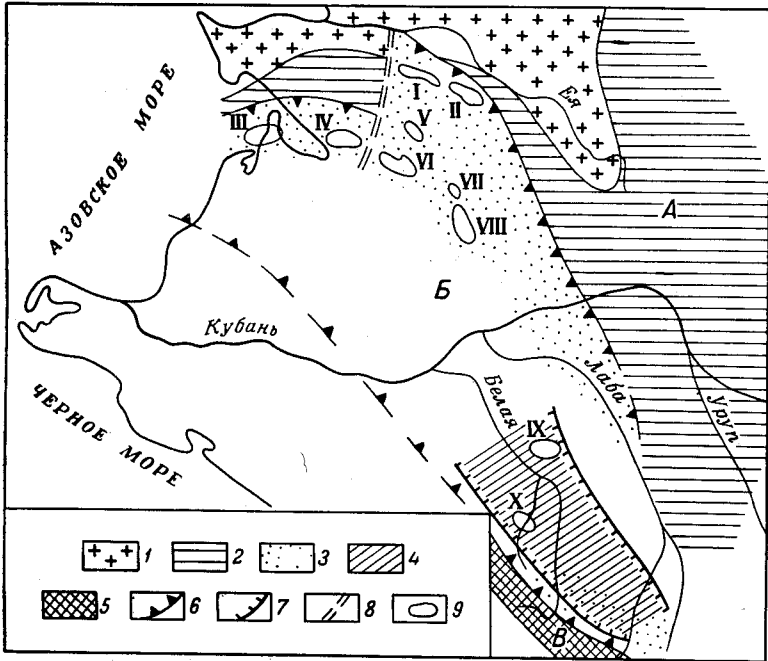 АЗОВСКОЕ МОРЕ
ЧЕРНОЕ МОРЕ
Ея
I
II
III
IV
V
VI
VII
VIII
А
Б
Кубань
Белая
Лаба
Уруп
IX
X
В
1
2
3
4
5
6
7
8
9